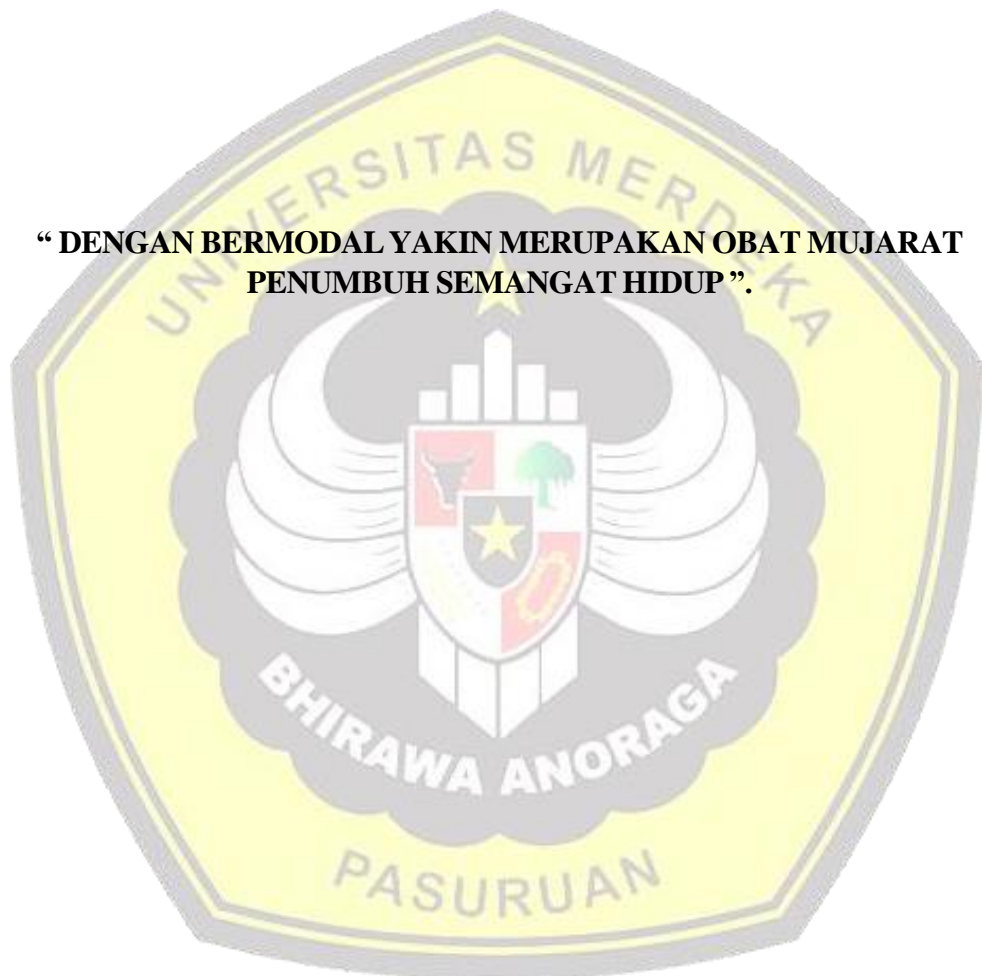 UNIVERSITAS MERDEKA
“ DENGAN BERMODAL YAKIN MERUPAKAN OBAT MUJARAT
PENUMBUH SEMANGAT HIDUP ”.
BHIRAWA ANORAGA
PASURUAN